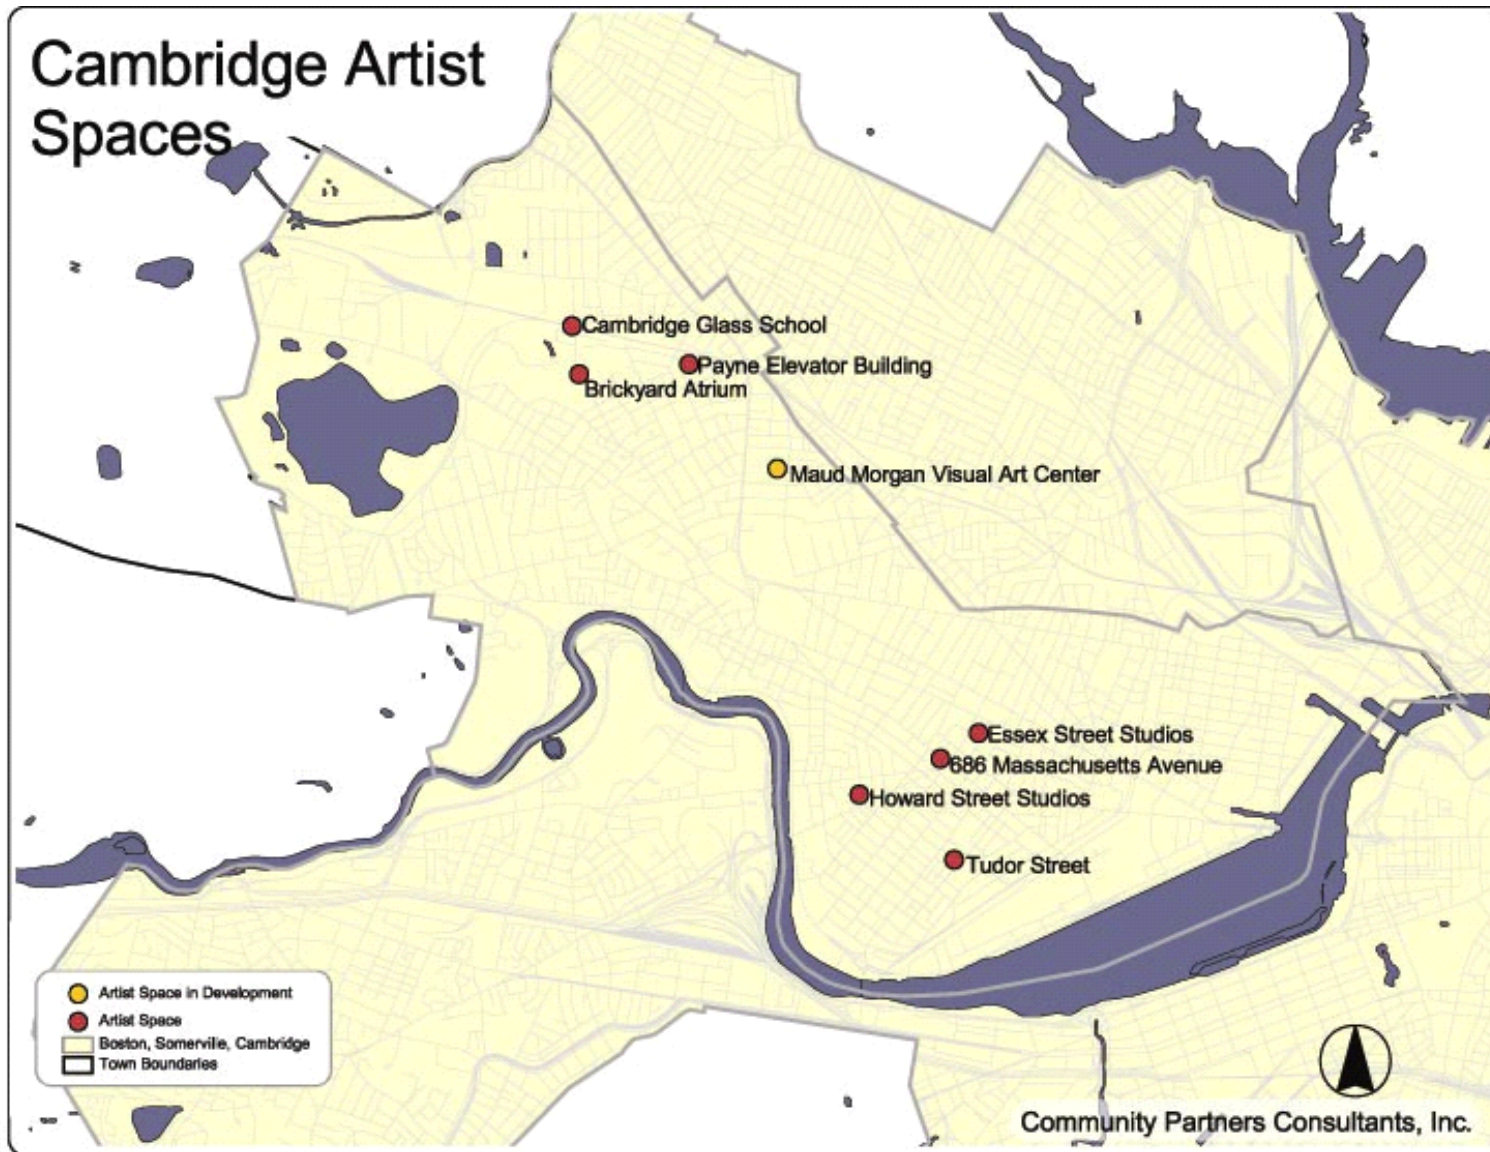 Cambridge Artist
Spaces
Cambridge Glass School
Payne Elevator Building
Brickyard Atrium
Maud Morgan Visual Art Center
Essex Street Studios
686 Massachusetts Avenue
Howard Street Studios
Tudor Street
Artist Space in Development
Artist Space
Boston, Somerville, Cambridge
Town Boundaries
Community Partners Consultants, Inc.